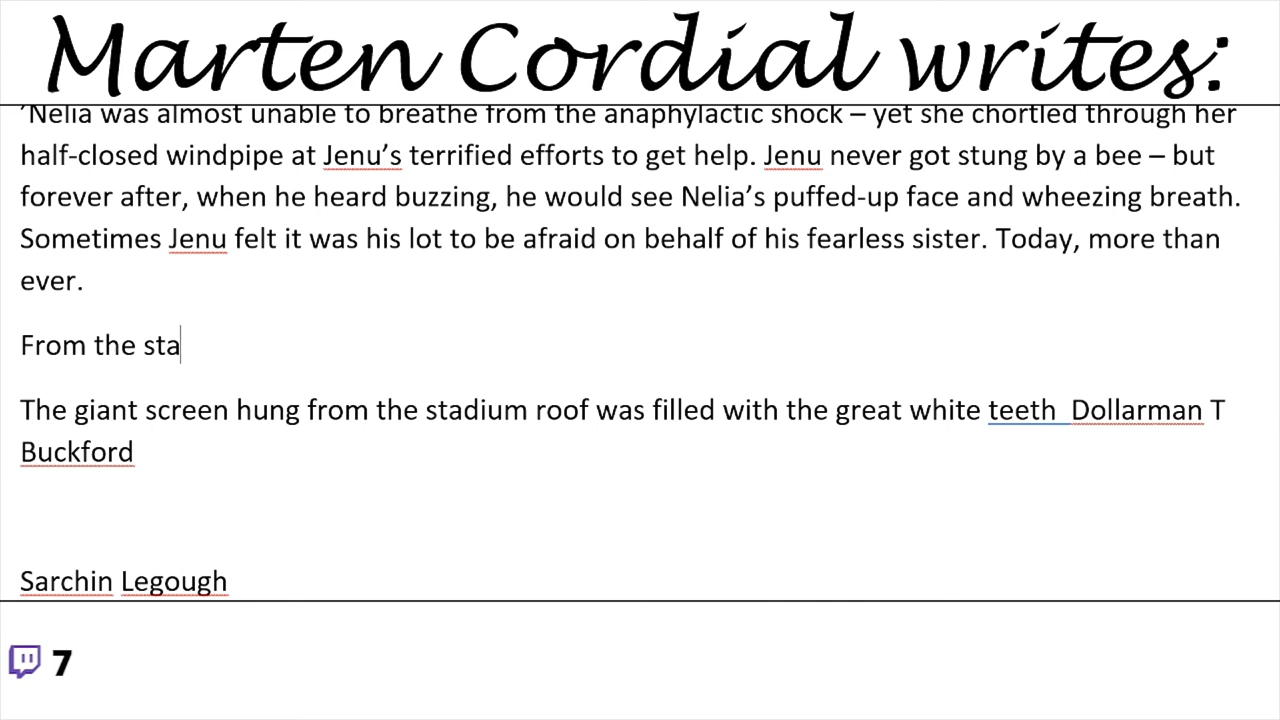 Marten Cordial writes:
'Nelia was almost unable to breathe from the anaphylactic shock – yet she chortled through her
half-closed windpipe at Jenu’s terrified efforts to get help. Jenu never got stung by a bee – but
forever after, when he heard buzzing, he would see Nelia’s puffed-up face and wheezing breath.
Sometimes Jenu felt it was his lot to be afraid on behalf of his fearless sister. Today, more than
ever.
From the sta
The giant screen hung from the stadium roof was filled with the great white teeth  Dollarman T
Buckford
Sarchin Legough
7